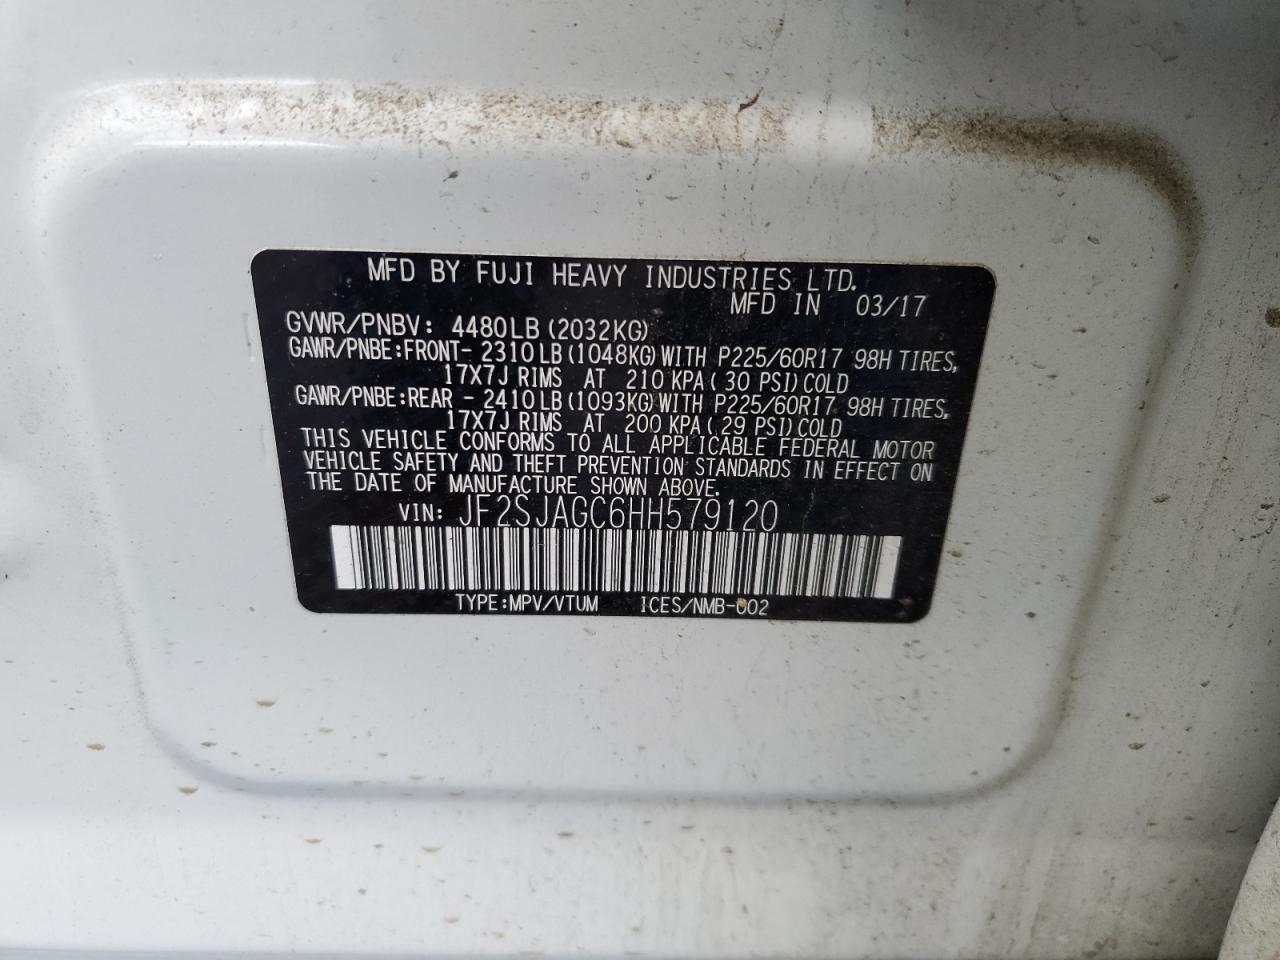 MFD BY FUJI HEAVY INDUSTRIES LTD.
MFD IN 03/17
GVWR/PNBV: 4480LB (2032KG)
GAWR/PNBE:FRONT- 2310LB (1048KG) WITH P225/60R17 98H TIRES,
17X7J RIMS AT 210 KPA ( 30 PSI) COLD
GAWR/PNBE:REAR - 2410LB (1093KG) WITH P225/60R17 98H TIRES,
17X7J RIMS AT 200 KPA ( 29 PSI) COLD
THIS VEHICLE CONFORMS TO ALL APPLICABLE FEDERAL MOTOR
VEHICLE SAFETY AND THEFT PREVENTION STANDARDS IN EFFECT ON
THE DATE OF MANUFACTURE SHOWN ABOVE.
VIN: JF2SJAGC6HH579120
TYPE:MPV/VTUM ICES/NMB-002